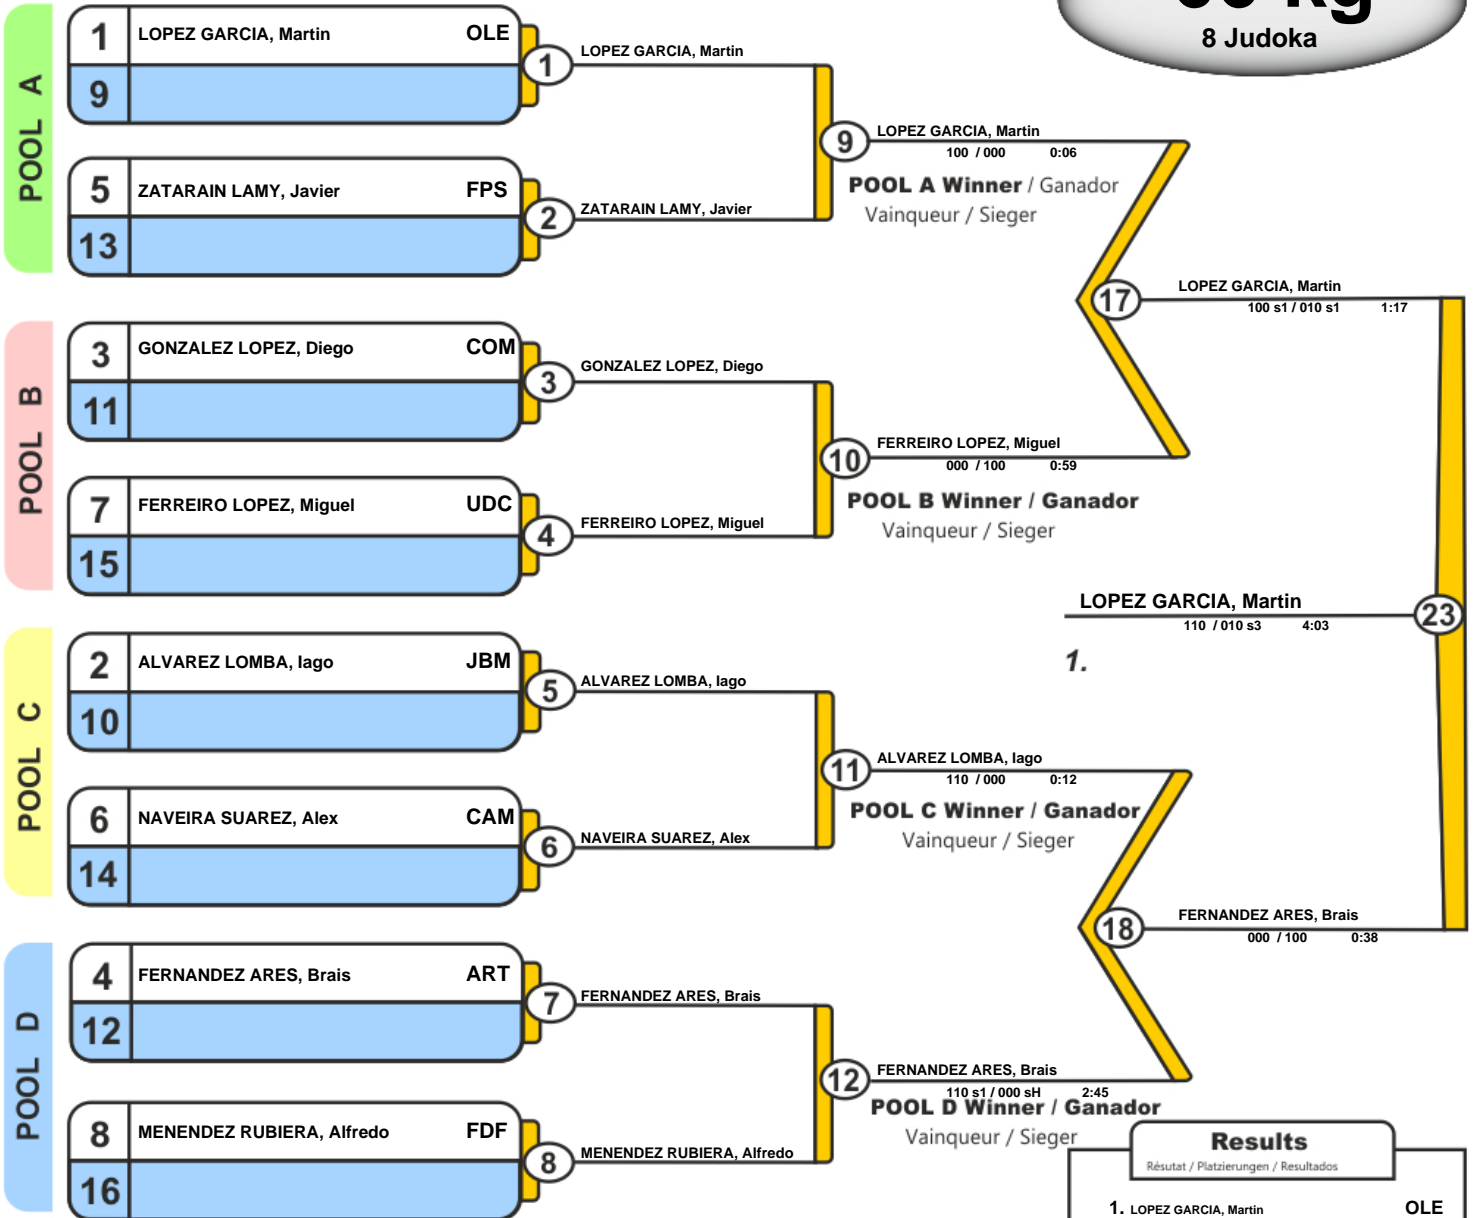 kg
8 Judoka
POOL A
1 LOPEZ GARCIA, Martin OLE
9
5 ZATARAIN LAMY, Javier FPS
13
1 LOPEZ GARCIA, Martin
2 ZATARAIN LAMY, Javier
9 LOPEZ GARCIA, Martin
100 / 000 0:06
POOL A Winner / Ganador
Vainqueur / Sieger
POOL B
3 GONZALEZ LOPEZ, Diego COM
11
7 FERREIRO LOPEZ, Miguel UDC
15
3 GONZALEZ LOPEZ, Diego
4 FERREIRO LOPEZ, Miguel
10 FERREIRO LOPEZ, Miguel
000 / 100 0:59
POOL B Winner / Ganador
Vainqueur / Sieger
17 LOPEZ GARCIA, Martin
100 s1 / 010 s1 1:17
LOPEZ GARCIA, Martin 23
110 / 010 s3 4:03
1.
POOL C
2 ALVAREZ LOMBA, Iago JBM
10
6 NAVEIRA SUAREZ, Alex CAM
14
5 ALVAREZ LOMBA, Iago
6 NAVEIRA SUAREZ, Alex
11 ALVAREZ LOMBA, Iago
110 / 000 0:12
POOL C Winner / Ganador
Vainqueur / Sieger
18 FERNANDEZ ARES, Brais
000 / 100 0:38
POOL D
4 FERNANDEZ ARES, Brais ART
12
8 MENENDEZ RUBIERA, Alfredo FDF
16
7 FERNANDEZ ARES, Brais
8 MENENDEZ RUBIERA, Alfredo
12 FERNANDEZ ARES, Brais
110 s1 / 000 sH 2:45
POOL D Winner / Ganador
Vainqueur / Sieger
Results
Résutat / Platzierungen / Resultados
1. LOPEZ GARCIA, Martin OLE